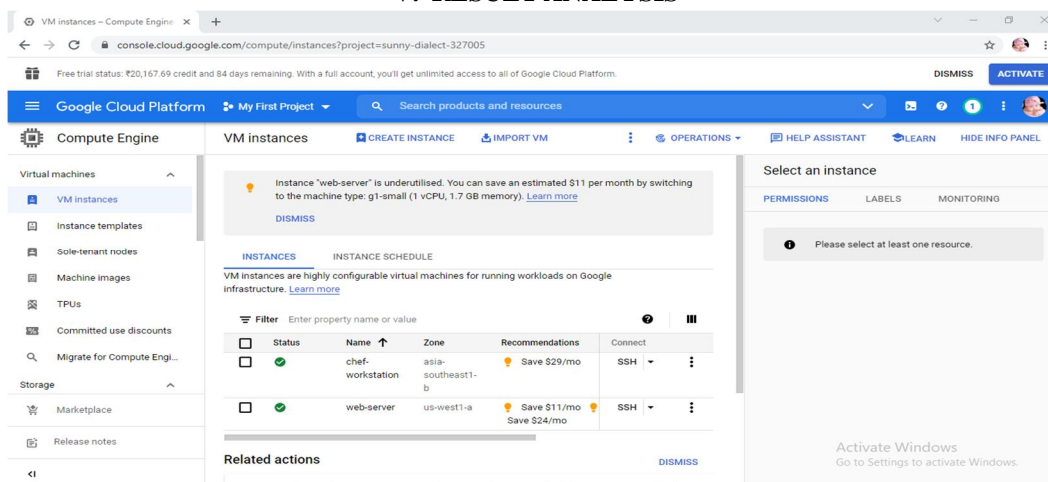 V. RESULT ANALYSIS
VM instances – Compute Engine
console.cloud.google.com/compute/instances?project=sunny-dialect-327005
Free trial status: ₹20,167.69 credit and 84 days remaining. With a full account, you'll get unlimited access to all of Google Cloud Platform.
DISMISS
ACTIVATE
Google Cloud Platform
My First Project
Search products and resources
1
Compute Engine
VM instances
CREATE INSTANCE
IMPORT VM
OPERATIONS
HELP ASSISTANT
LEARN
HIDE INFO PANEL
Virtual machines
VM instances
Instance templates
Sole-tenant nodes
Machine images
TPUs
Committed use discounts
Migrate for Compute Engi...
Storage
Marketplace
Release notes
Instance "web-server" is underutilised. You can save an estimated $11 per month by switching
to the machine type: g1-small (1 vCPU, 1.7 GB memory). Learn more
DISMISS
INSTANCES
INSTANCE SCHEDULE
VM instances are highly configurable virtual machines for running workloads on Google
infrastructure. Learn more
Filter Enter property name or value
Status Name Zone Recommendations Connect
chef-
workstation
asia-
southeast1-
b
Save $29/mo
SSH
web-server
us-west1-a
Save $11/mo
Save $24/mo
SSH
Related actions
DISMISS
Select an instance
PERMISSIONS
LABELS
MONITORING
Please select at least one resource.
Activate Windows
Go to Settings to activate Windows.